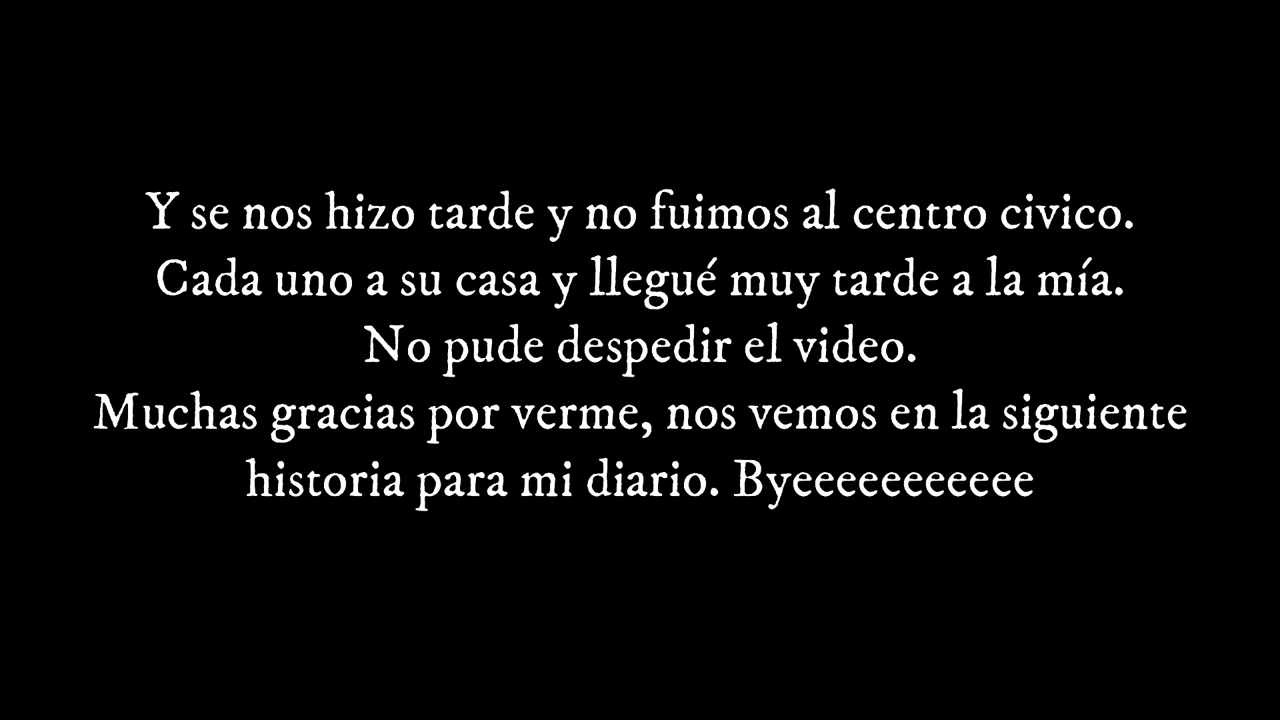 Y se nos hizo tarde y no fuimos al centro civico.
Cada uno a su casa y llegué muy tarde a la mía.
No pude despedir el video.
Muchas gracias por verme, nos vemos en la siguiente
historia para mi diario. Byeeeeeeeeeee